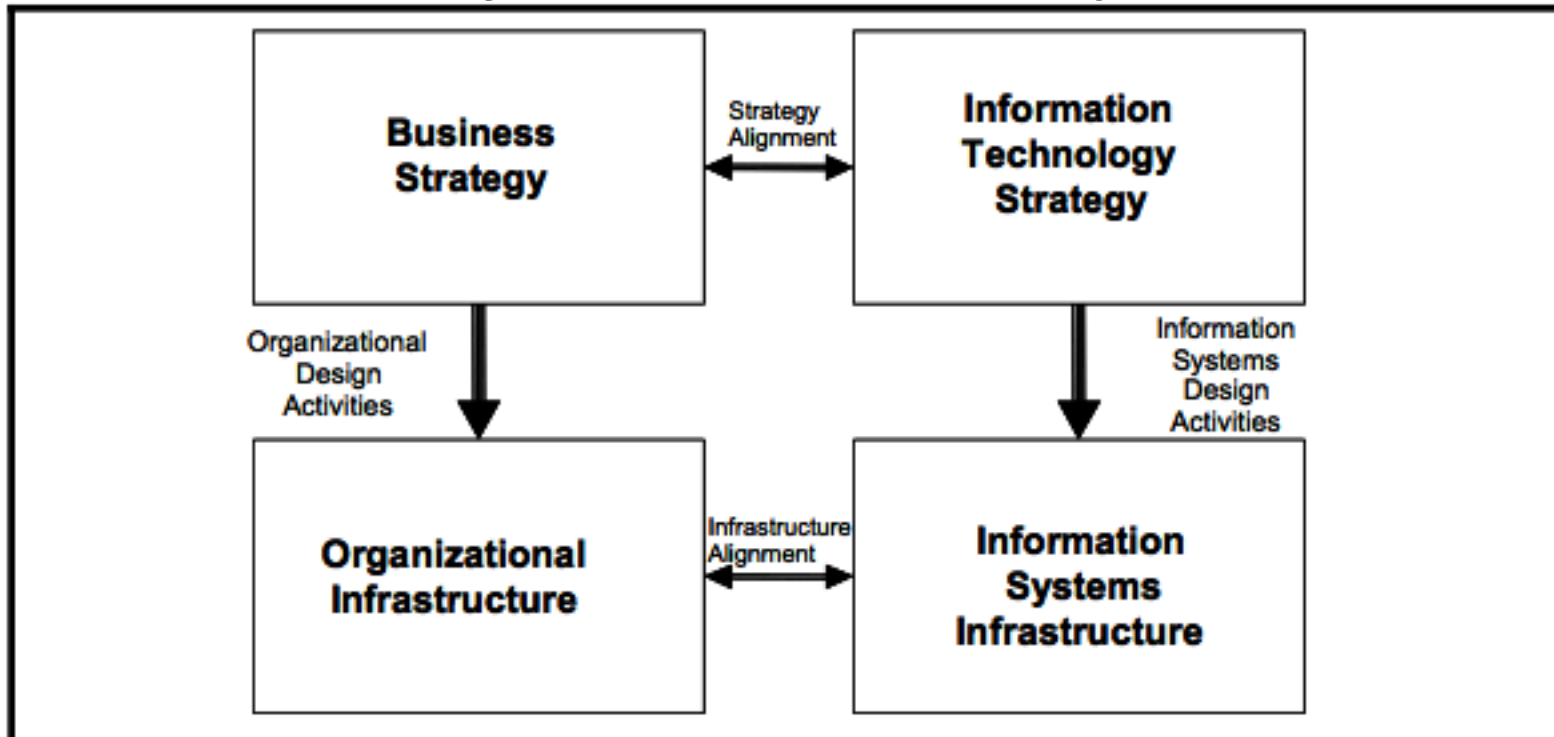 Business
Strategy
Strategy
Alignment
Information
Technology
Strategy
Organizational
Design
Activities
Information
Systems
Design
Activities
Organizational
Infrastructure
Infrastructure
Alignment
Information
Systems
Infrastructure